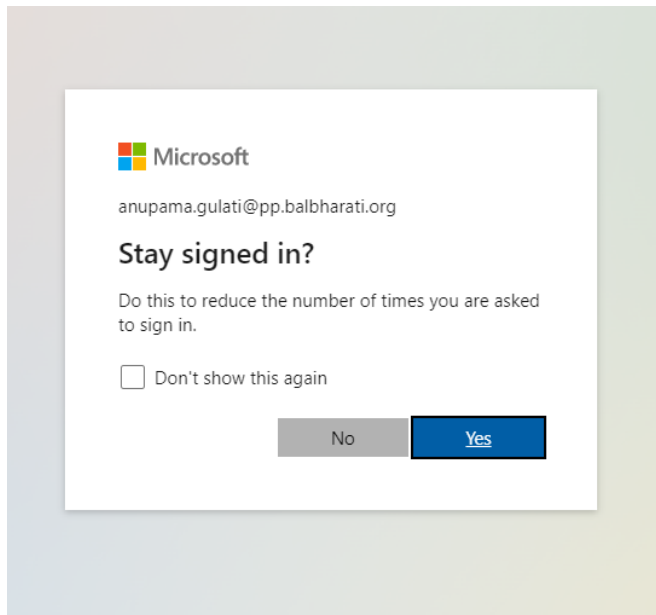 Microsoft
anupama.gulati@pp.balbharati.org
Stay signed in?
Do this to reduce the number of times you are asked
to sign in.
Don't show this again
No
Yes